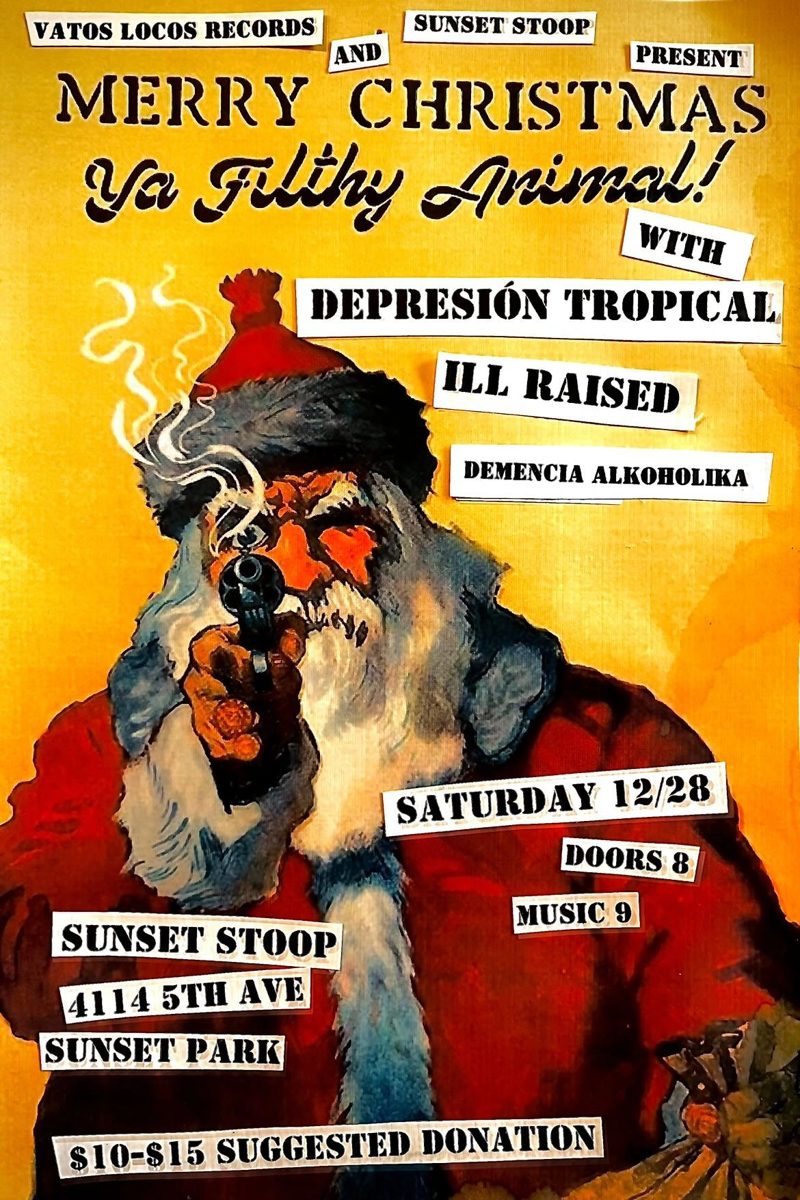 VATOS LOCOS RECORDS
AND
SUNSET STOOP
PRESENT
MERRY CHRISTMAS
Ya Filthy Animal!
WITH
DEPRESIÓN TROPICAL
ILL RAISED
DEMENCIA ALKOHOLIKA
SATURDAY 12/28
DOORS 8
MUSIC 9
SUNSET STOOP
4114 5TH AVE
SUNSET PARK
$10-$15 SUGGESTED DONATION